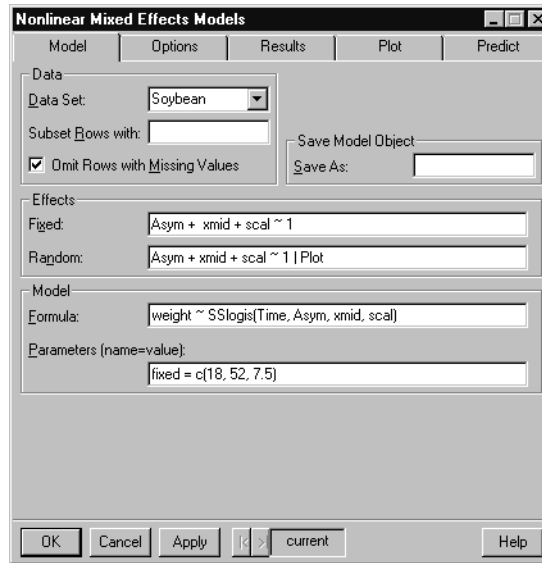 Nonlinear Mixed Effects Models
Model Options Results Plot Predict
Data
Data Set: Soybean
Subset Rows with:
Omit Rows with Missing Values
Save Model Object
Save As:
Effects
Fixed: Asym + xmid + scal ~ 1
Random: Asym + xmid + scal ~ 1 | Plot
Model
Formula: weight ~ SSlogis(Time, Asym, xmid, scal)
Parameters (name=value):
fixed = c(18, 52, 7.5)
OK Cancel Apply |< >| current Help